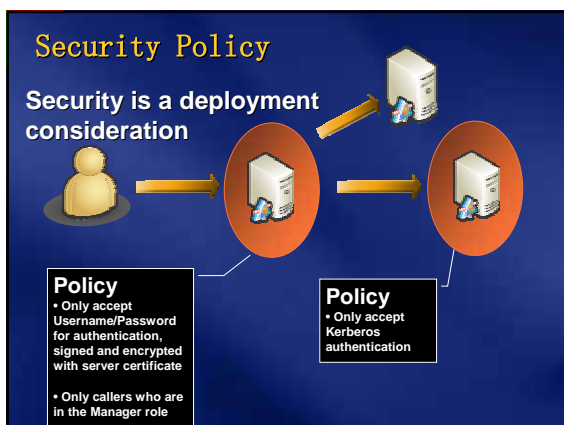 Security Policy
Security is a deployment
consideration
Policy
• Only accept
Username/Password
for authentication,
signed and encrypted
with server certificate
• Only callers who are
in the Manager role
Policy
• Only accept
Kerberos
authentication